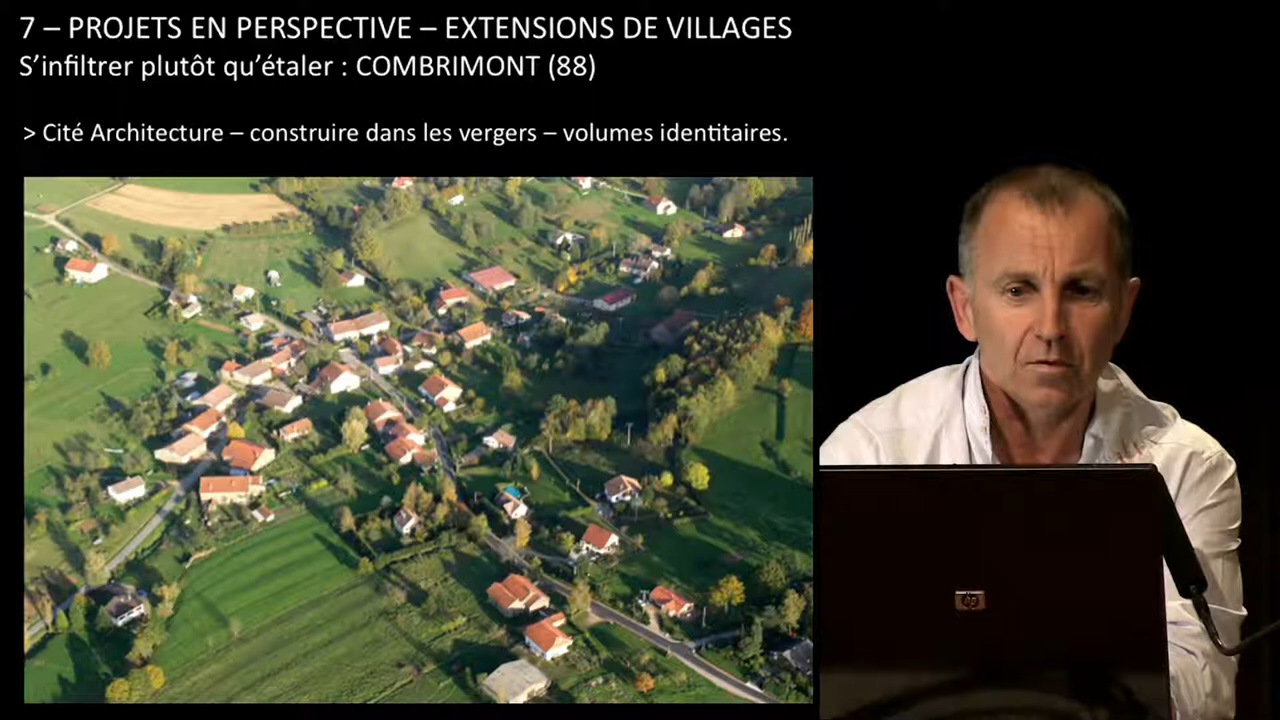 7 – PROJETS EN PERSPECTIVE – EXTENSIONS DE VILLAGES
S’infiltrer plutôt qu’étaler : COMBRIMONT (88)
> Cité Architecture – construire dans les vergers – volumes identitaires.
hp